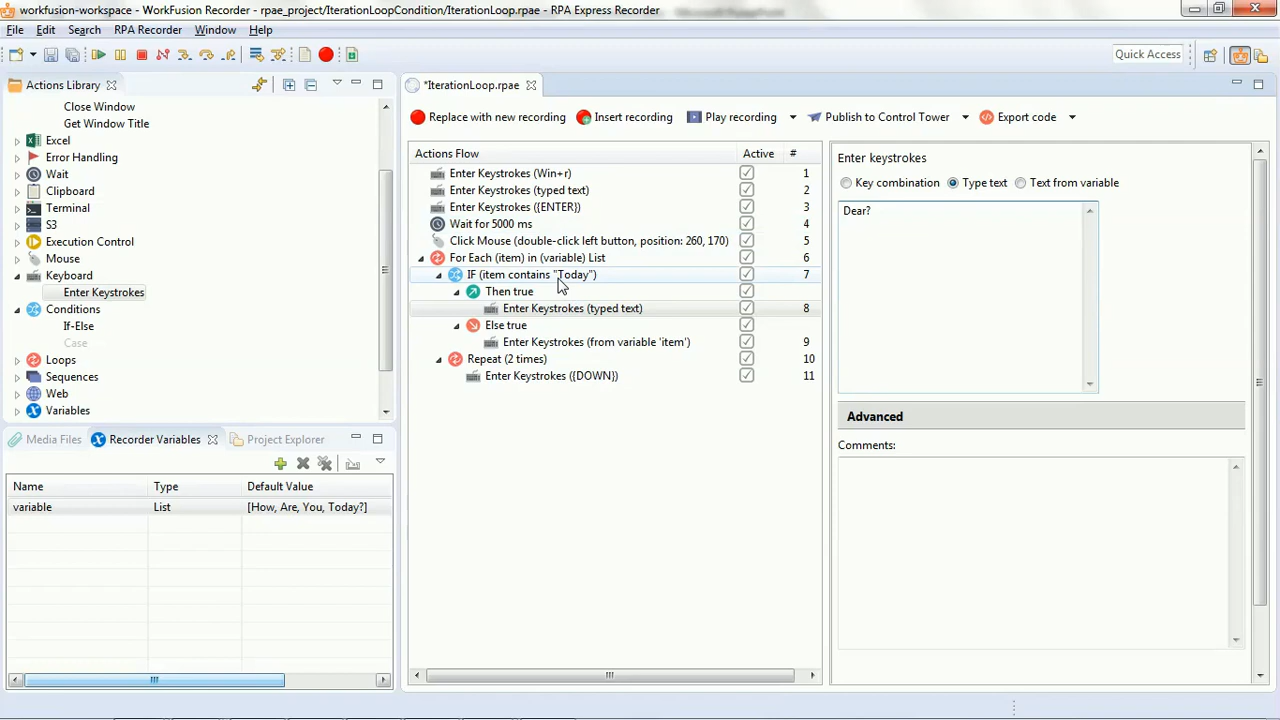 workfusion-workspace - WorkFusion Recorder - rpae_project/IterationLoopCondition/IterationLoop.rpae - RPA Express Recorder
File Edit Search RPA Recorder Window Help
Quick Access
Actions Library
Close Window
Get Window Title
Excel
Error Handling
Wait
Clipboard
Terminal
S3
Execution Control
Mouse
Keyboard
Enter Keystrokes
Conditions
If-Else
Case
Loops
Sequences
Web
Variables
Media Files Recorder Variables Project Explorer
Name Type Default Value
variable List [How, Are, You, Today?]
*IterationLoop.rpae
Replace with new recording Insert recording Play recording Publish to Control Tower Export code
Actions Flow Active #
Enter Keystrokes (Win+r) 1
Enter Keystrokes (typed text) 2
Enter Keystrokes ({ENTER}) 3
Wait for 5000 ms 4
Click Mouse (double-click left button, position: 260, 170) 5
For Each (item) in (variable) List 6
IF (item contains "Today") 7
Then true
Enter Keystrokes (typed text) 8
Else true
Enter Keystrokes (from variable 'item') 9
Repeat (2 times) 10
Enter Keystrokes ({DOWN}) 11
Enter keystrokes
Key combination Type text Text from variable
Dear?
Advanced
Comments: